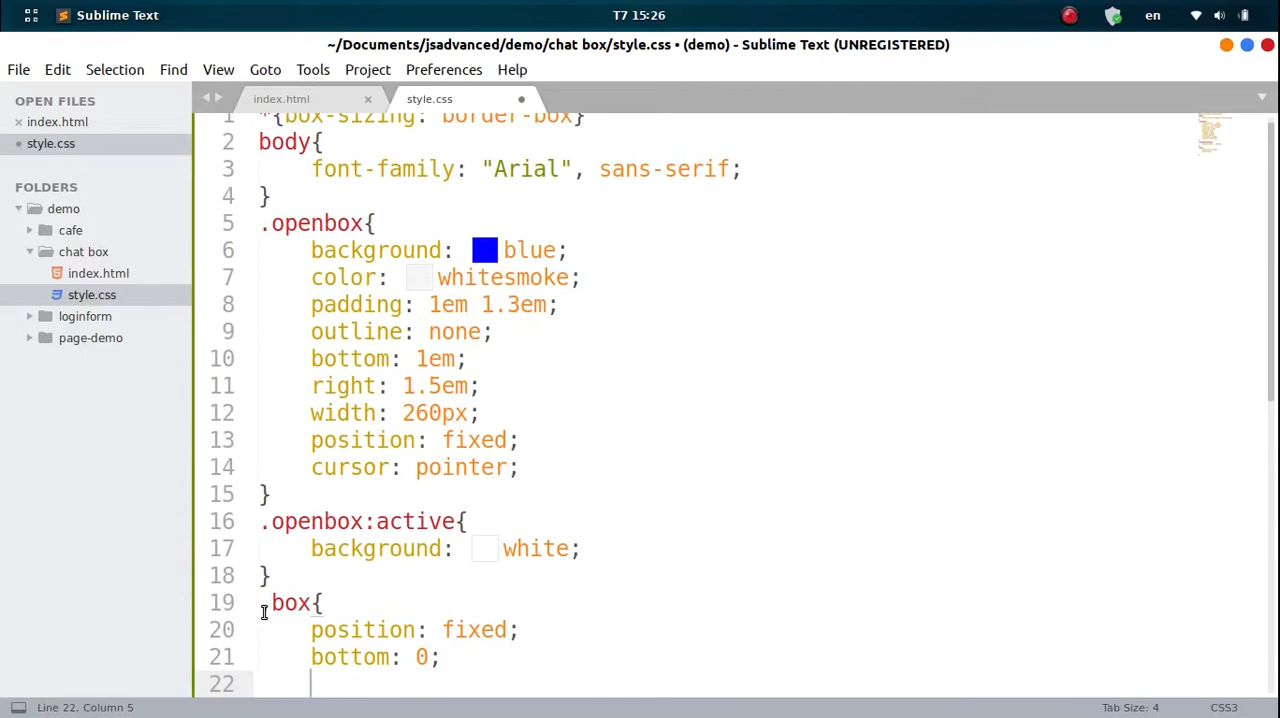 Sublime Text
T7 15:26
en
~/Documents/jsadvanced/demo/chat box/style.css • (demo) - Sublime Text (UNREGISTERED)
File Edit Selection View Find Goto Tools Project Preferences Help
OPEN FILES
index.html
style.css
FOLDERS
demo
cafe
chat box
index.html
style.css
loginform
page-demo
index.html
style.css
1 *{box-sizing: border-box}
2 body{
3 font-family: "Arial", sans-serif;
4 }
5 .openbox{
6 background: blue;
7 color: whitesmoke;
8 padding: 1em 1.3em;
9 outline: none;
10 bottom: 1em;
11 right: 1.5em;
12 width: 260px;
13 position: fixed;
14 cursor: pointer;
15 }
16 .openbox:active{
17 background: white;
18 }
19 .box{
20 position: fixed;
21 bottom: 0;
22
Line 22, Column 5
Tab Size: 4
CSS3